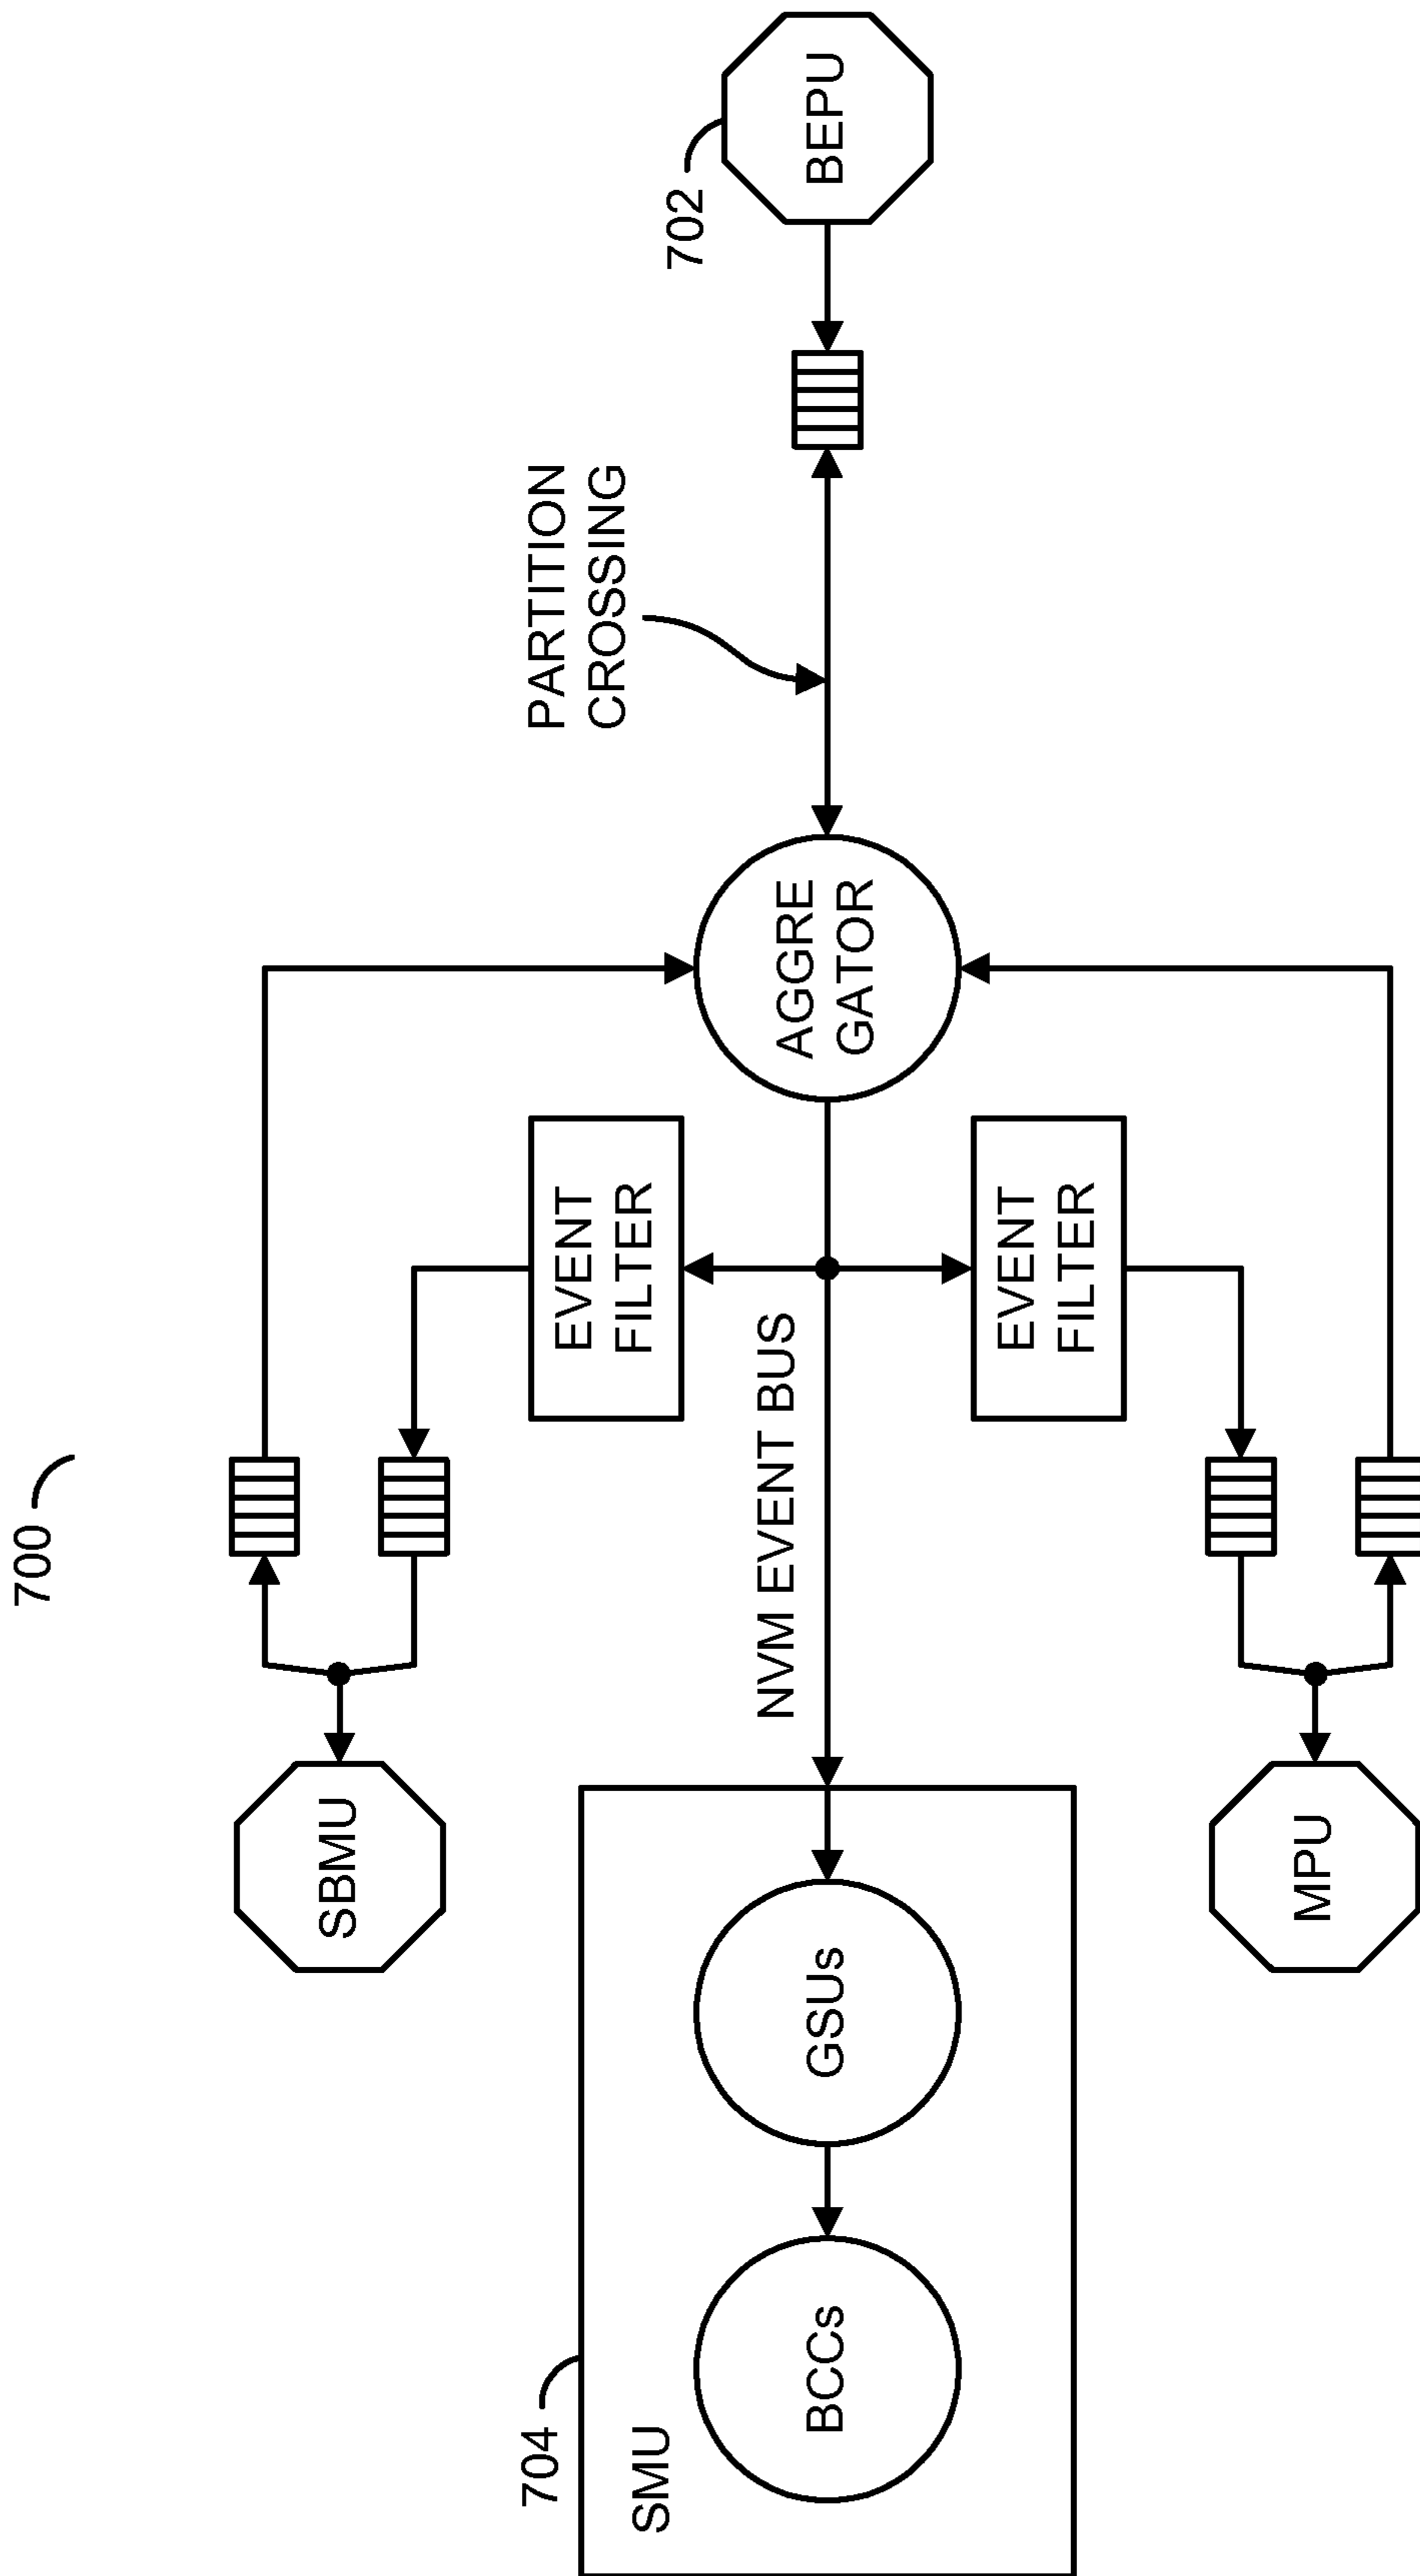 700
SBMU
704
SMU
EVENT
FILTER
PARTITION
CROSSING
702
NVM EVENT BUS
BCCs
GSUs
AGGRE
GATOR
BEPU
EVENT
FILTER
MPU